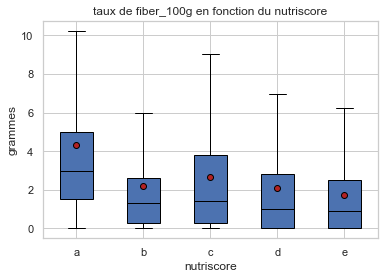 taux de fiber_100g en fonction du nutriscore
grammes
10
8
6
4
2
0
a b c d e
nutriscore